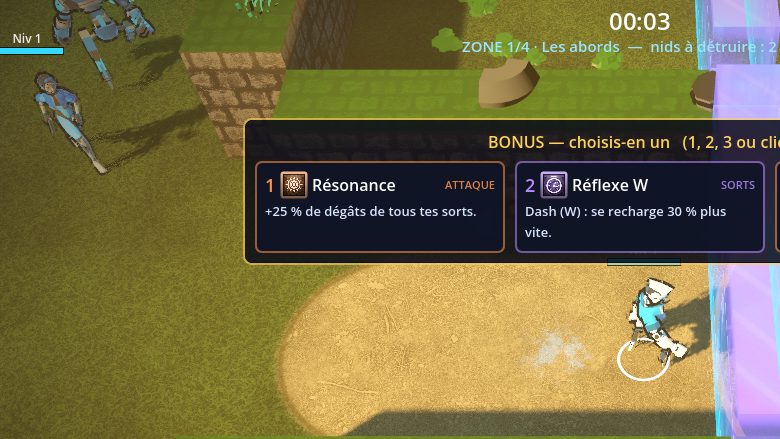 00:03
Niv 1
ZONE 1/4 · Les abords — nids à détruire : 2
BONUS — choisis-en un (1, 2, 3 ou clic
1 Résonance ATTAQUE
+25 % de dégâts de tous tes sorts.
2 Réflexe W SORTS
Dash (W) : se recharge 30 % plus
vite.